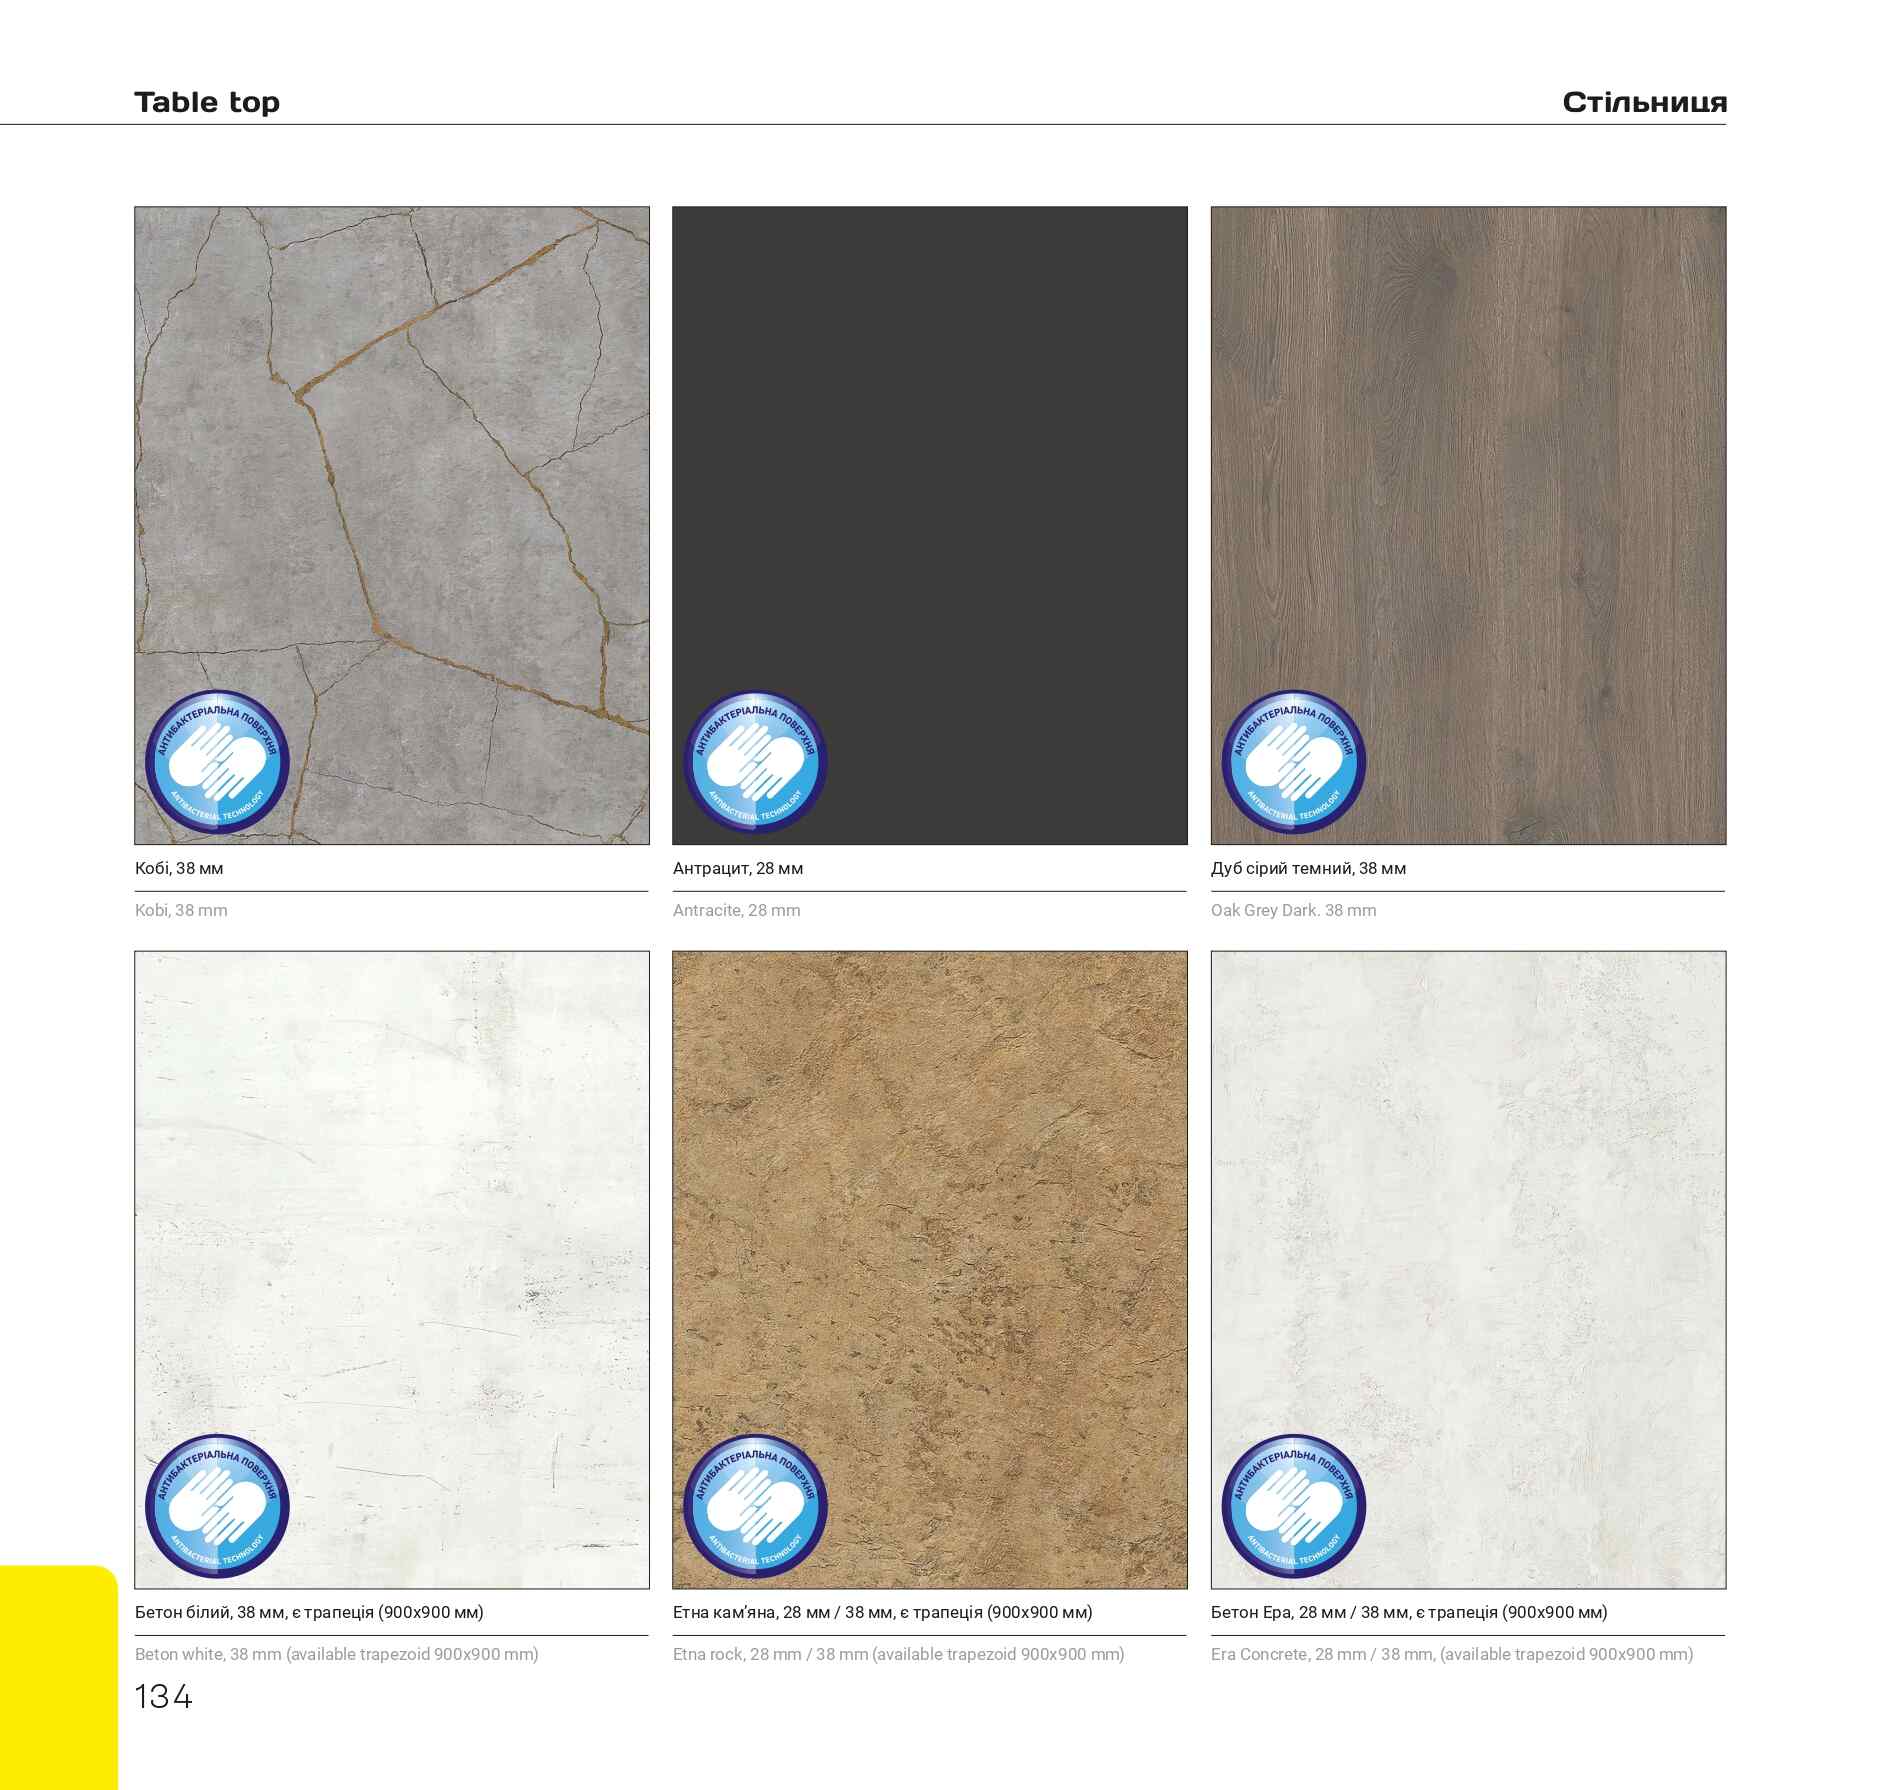 Table top
Стільниця
АНТИБАКТЕРІАЛЬНА ПОВЕРХНЯ
ANTIBACTERIAL TECHNOLOGY
АНТИБАКТЕРІАЛЬНА ПОВЕРХНЯ
ANTIBACTERIAL TECHNOLOGY
АНТИБАКТЕРІАЛЬНА ПОВЕРХНЯ
ANTIBACTERIAL TECHNOLOGY
Кобі, 38 мм
Kobi, 38 mm
Антрацит, 28 мм
Antracite, 28 mm
Дуб сірий темний, 38 мм
Oak Grey Dark. 38 mm
АНТИБАКТЕРІАЛЬНА ПОВЕРХНЯ
ANTIBACTERIAL TECHNOLOGY
АНТИБАКТЕРІАЛЬНА ПОВЕРХНЯ
ANTIBACTERIAL TECHNOLOGY
АНТИБАКТЕРІАЛЬНА ПОВЕРХНЯ
ANTIBACTERIAL TECHNOLOGY
Бетон білий, 38 мм, є трапеція (900х900 мм)
Beton white, 38 mm (available trapezoid 900x900 mm)
Етна кам’яна, 28 мм / 38 мм, є трапеція (900х900 мм)
Etna rock, 28 mm / 38 mm (available trapezoid 900x900 mm)
Бетон Ера, 28 мм / 38 мм, є трапеція (900х900 мм)
Era Concrete, 28 mm / 38 mm, (available trapezoid 900x900 mm)
134